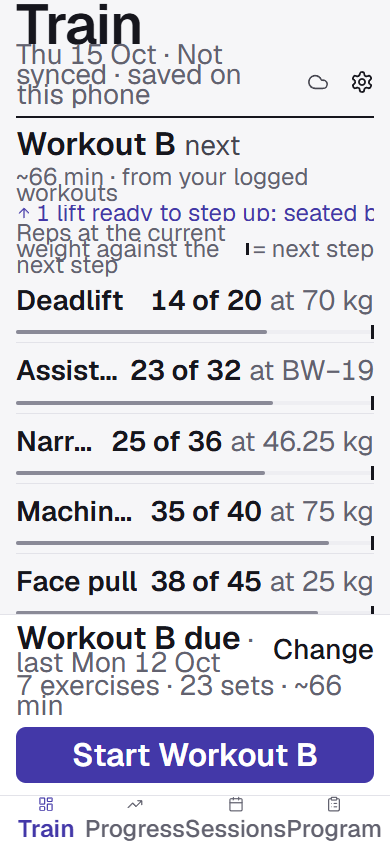 Train
Thu 15 Oct · Not
synced · saved on
this phone
Workout B next
~66 min · from your logged
workouts
↑ 1 lift ready to step up: seated
Reps at the current
weight against the
next step
= next step
Deadlift 14 of 20 at 70 kg
Assist... 23 of 32 at BW−19
Narr... 25 of 36 at 46.25 kg
Machin... 35 of 40 at 75 kg
Face pull 38 of 45 at 25 kg
Workout B due ·
last Mon 12 Oct
7 exercises · 23 sets · ~66
min
Change
Start Workout B
Train Progress Sessions Program